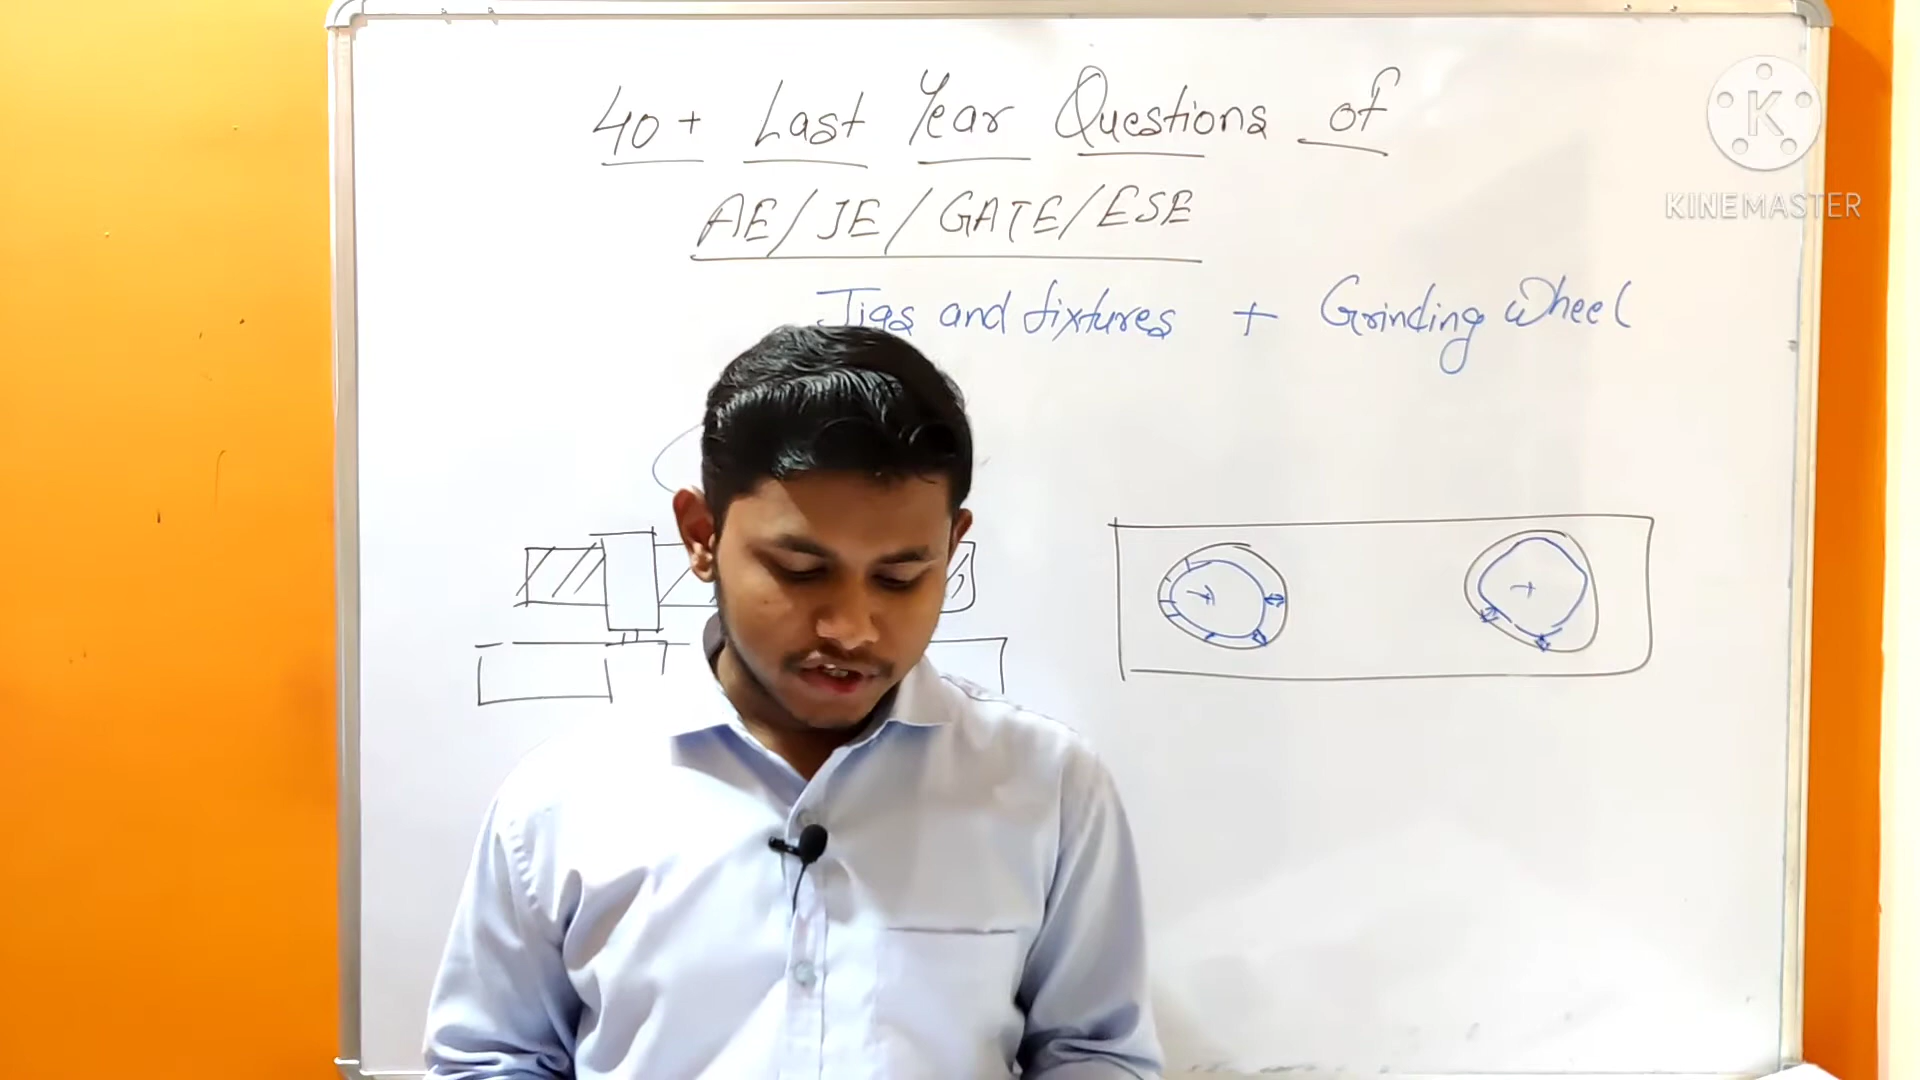 40+ Last Year Questions of
AE/JE/GATE/ESE
Jigs and fixtures + Grinding Wheel
K
KINEMASTER